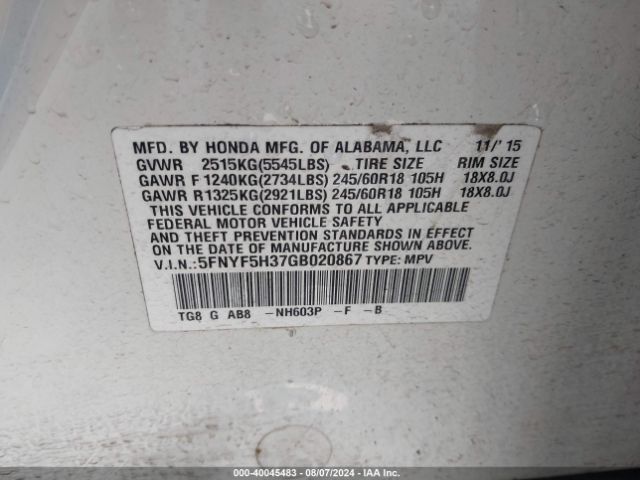 MFD. BY HONDA MFG. OF ALABAMA, LLC 11/'15
GVWR 2515KG(5545LBS) TIRE SIZE RIM SIZE
GAWR F 1240KG(2734LBS) 245/60R18 105H 18X8.0J
GAWR R1325KG(2921LBS) 245/60R18 105H 18X8.0J
THIS VEHICLE CONFORMS TO ALL APPLICABLE
FEDERAL MOTOR VEHICLE SAFETY
AND THEFT PREVENTION STANDARDS IN EFFECT
ON THE DATE OF MANUFACTURE SHOWN ABOVE.
V.I.N.: 5FNYF5H37GB020867 TYPE: MPV
TG8 G AB8 -NH603P -F -B
000-40045483 - 08/07/2024 - IAA Inc.